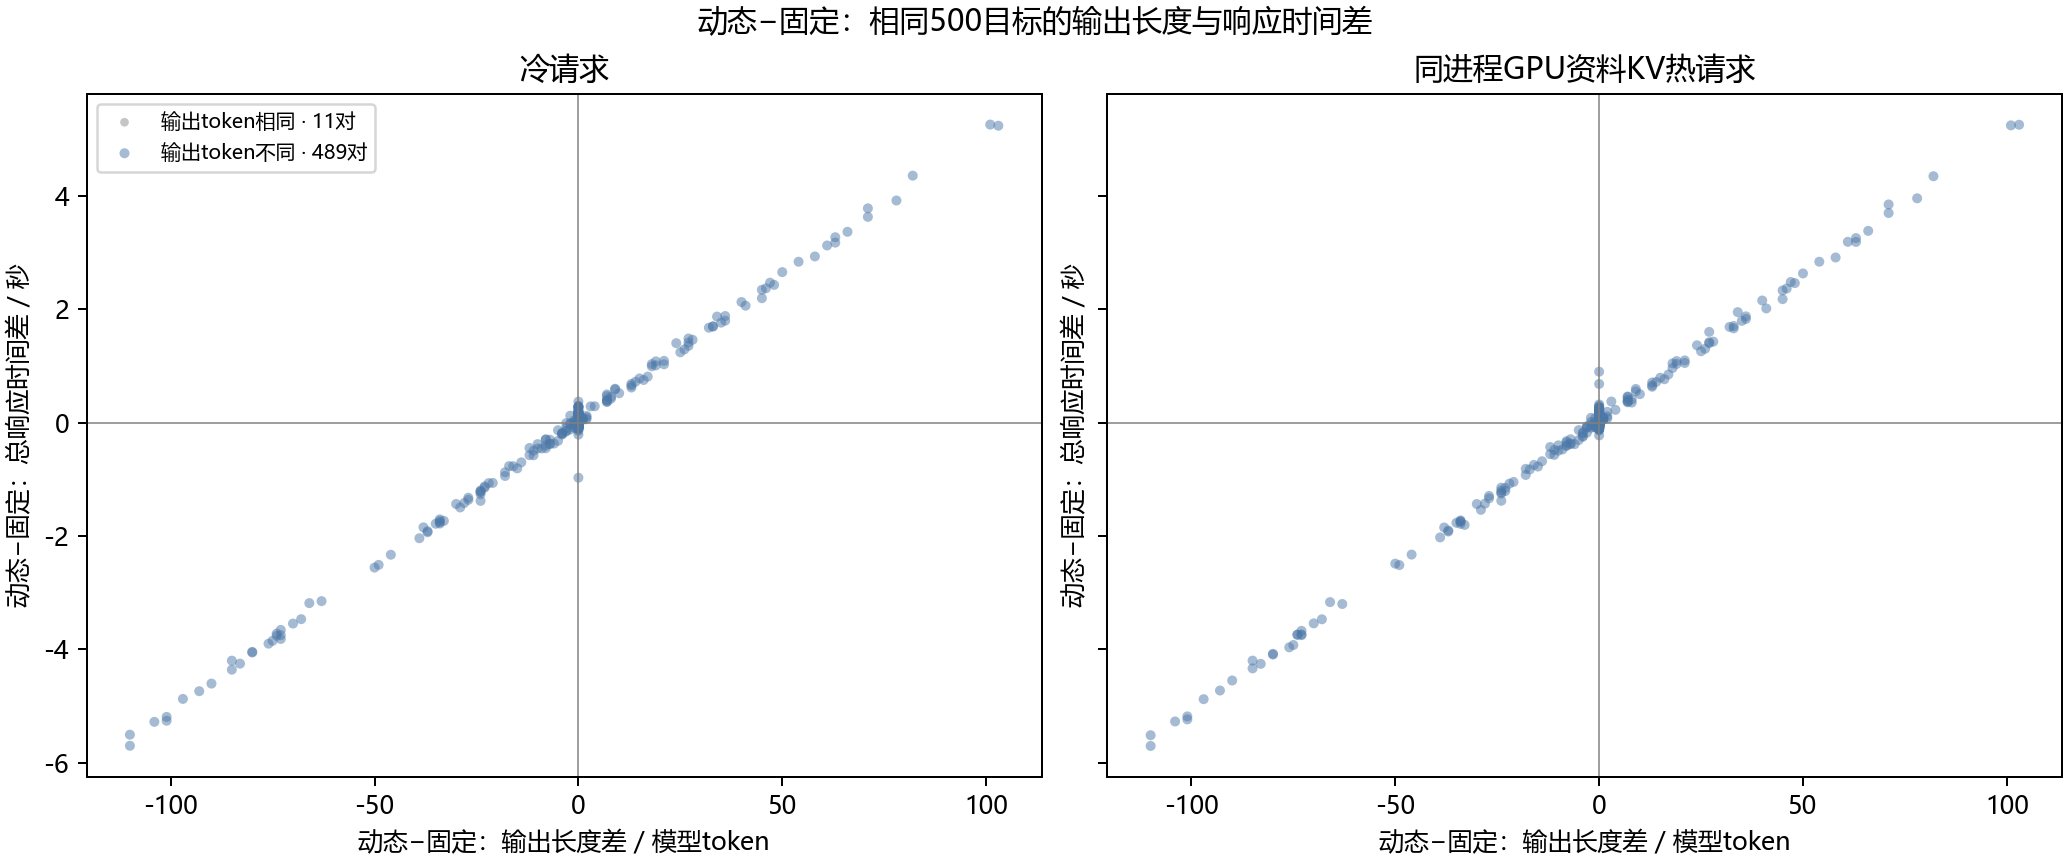 动态−固定：相同500目标的输出长度与响应时间差
冷请求
输出token相同 · 11对
输出token不同 · 489对
动态−固定：总响应时间差 / 秒
4
2
0
-2
-4
-6
-100
-50
0
50
100
动态−固定：输出长度差 / 模型token
同进程GPU资料KV热请求
动态−固定：总响应时间差 / 秒
-100
-50
0
50
100
动态−固定：输出长度差 / 模型token